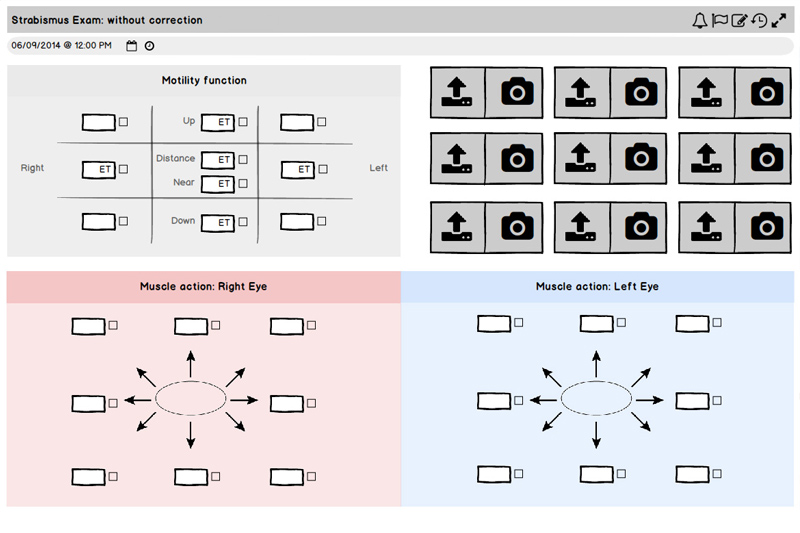 Strabismus Exam: without correction
06/09/2014 @ 12:00 PM
Motility function
Up ET
Right ET Distance ET ET Left
Near ET
Down ET
Muscle action: Right Eye
Muscle action: Left Eye